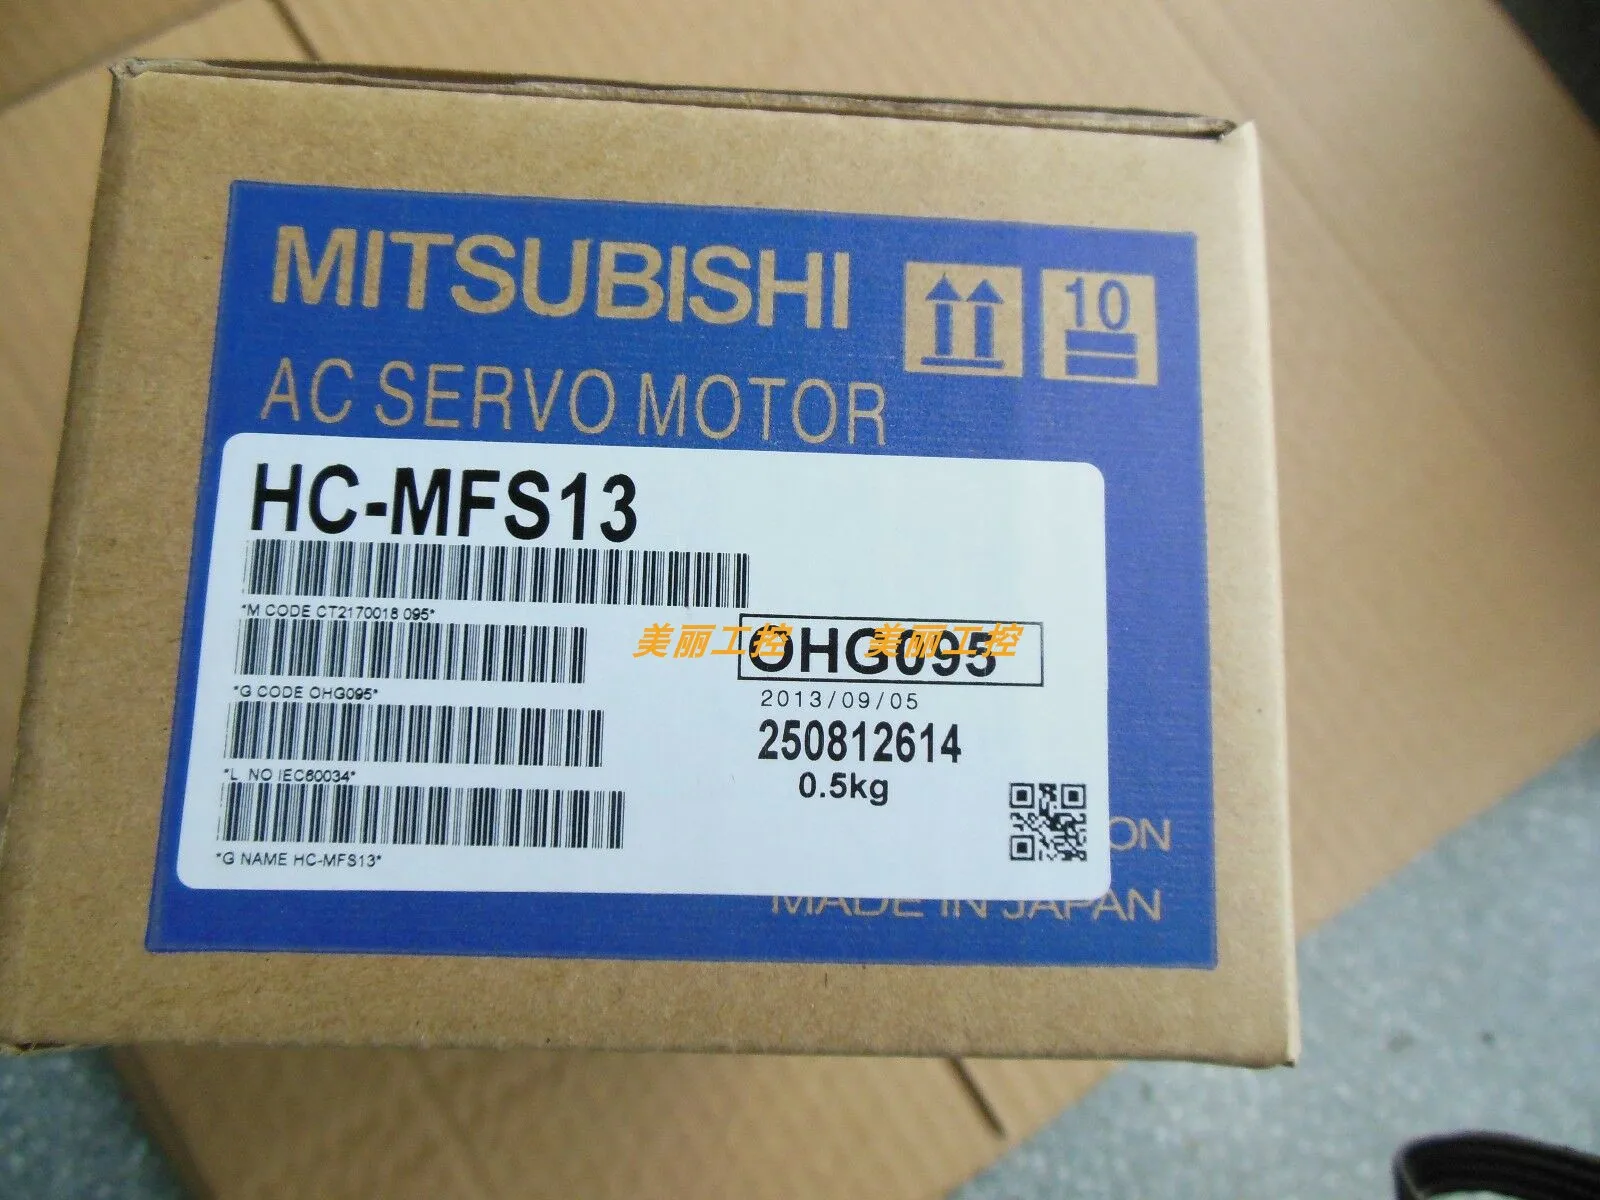 MITSUBISHI
10
AC SERVO MOTOR
HC-MFS13
*M CODE CT2170018 095*
OHG095
美丽工控 美丽工控
*G CODE OHG095*
2013/09/05
250812614
*L NO IEC60034*
0.5kg
ON
*G NAME HC-MFS13*
MADE IN JAPAN